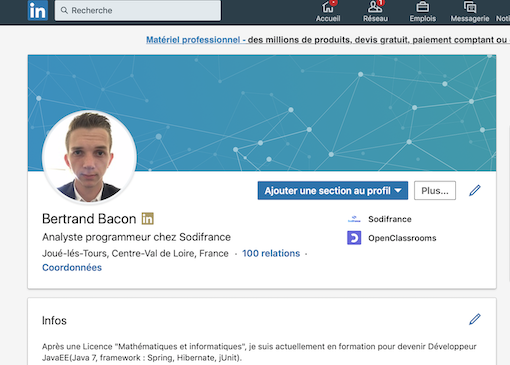 in Recherche
Accueil Réseau Emplois Messagerie Noti
1
Matériel professionnel - des millions de produits, devis gratuit, paiement comptant ou
Ajouter une section au profil Plus...
Bertrand Bacon in
Sodifrance
Analyste programmeur chez Sodifrance
OpenClassrooms
Joué-lés-Tours, Centre-Val de Loire, France · 100 relations ·
Coordonnées
Infos
Après une Licence "Mathématiques et informatiques", je suis actuellement en formation pour devenir Développeur
JavaEE(Java 7, framework : Spring, Hibernate, jUnit).